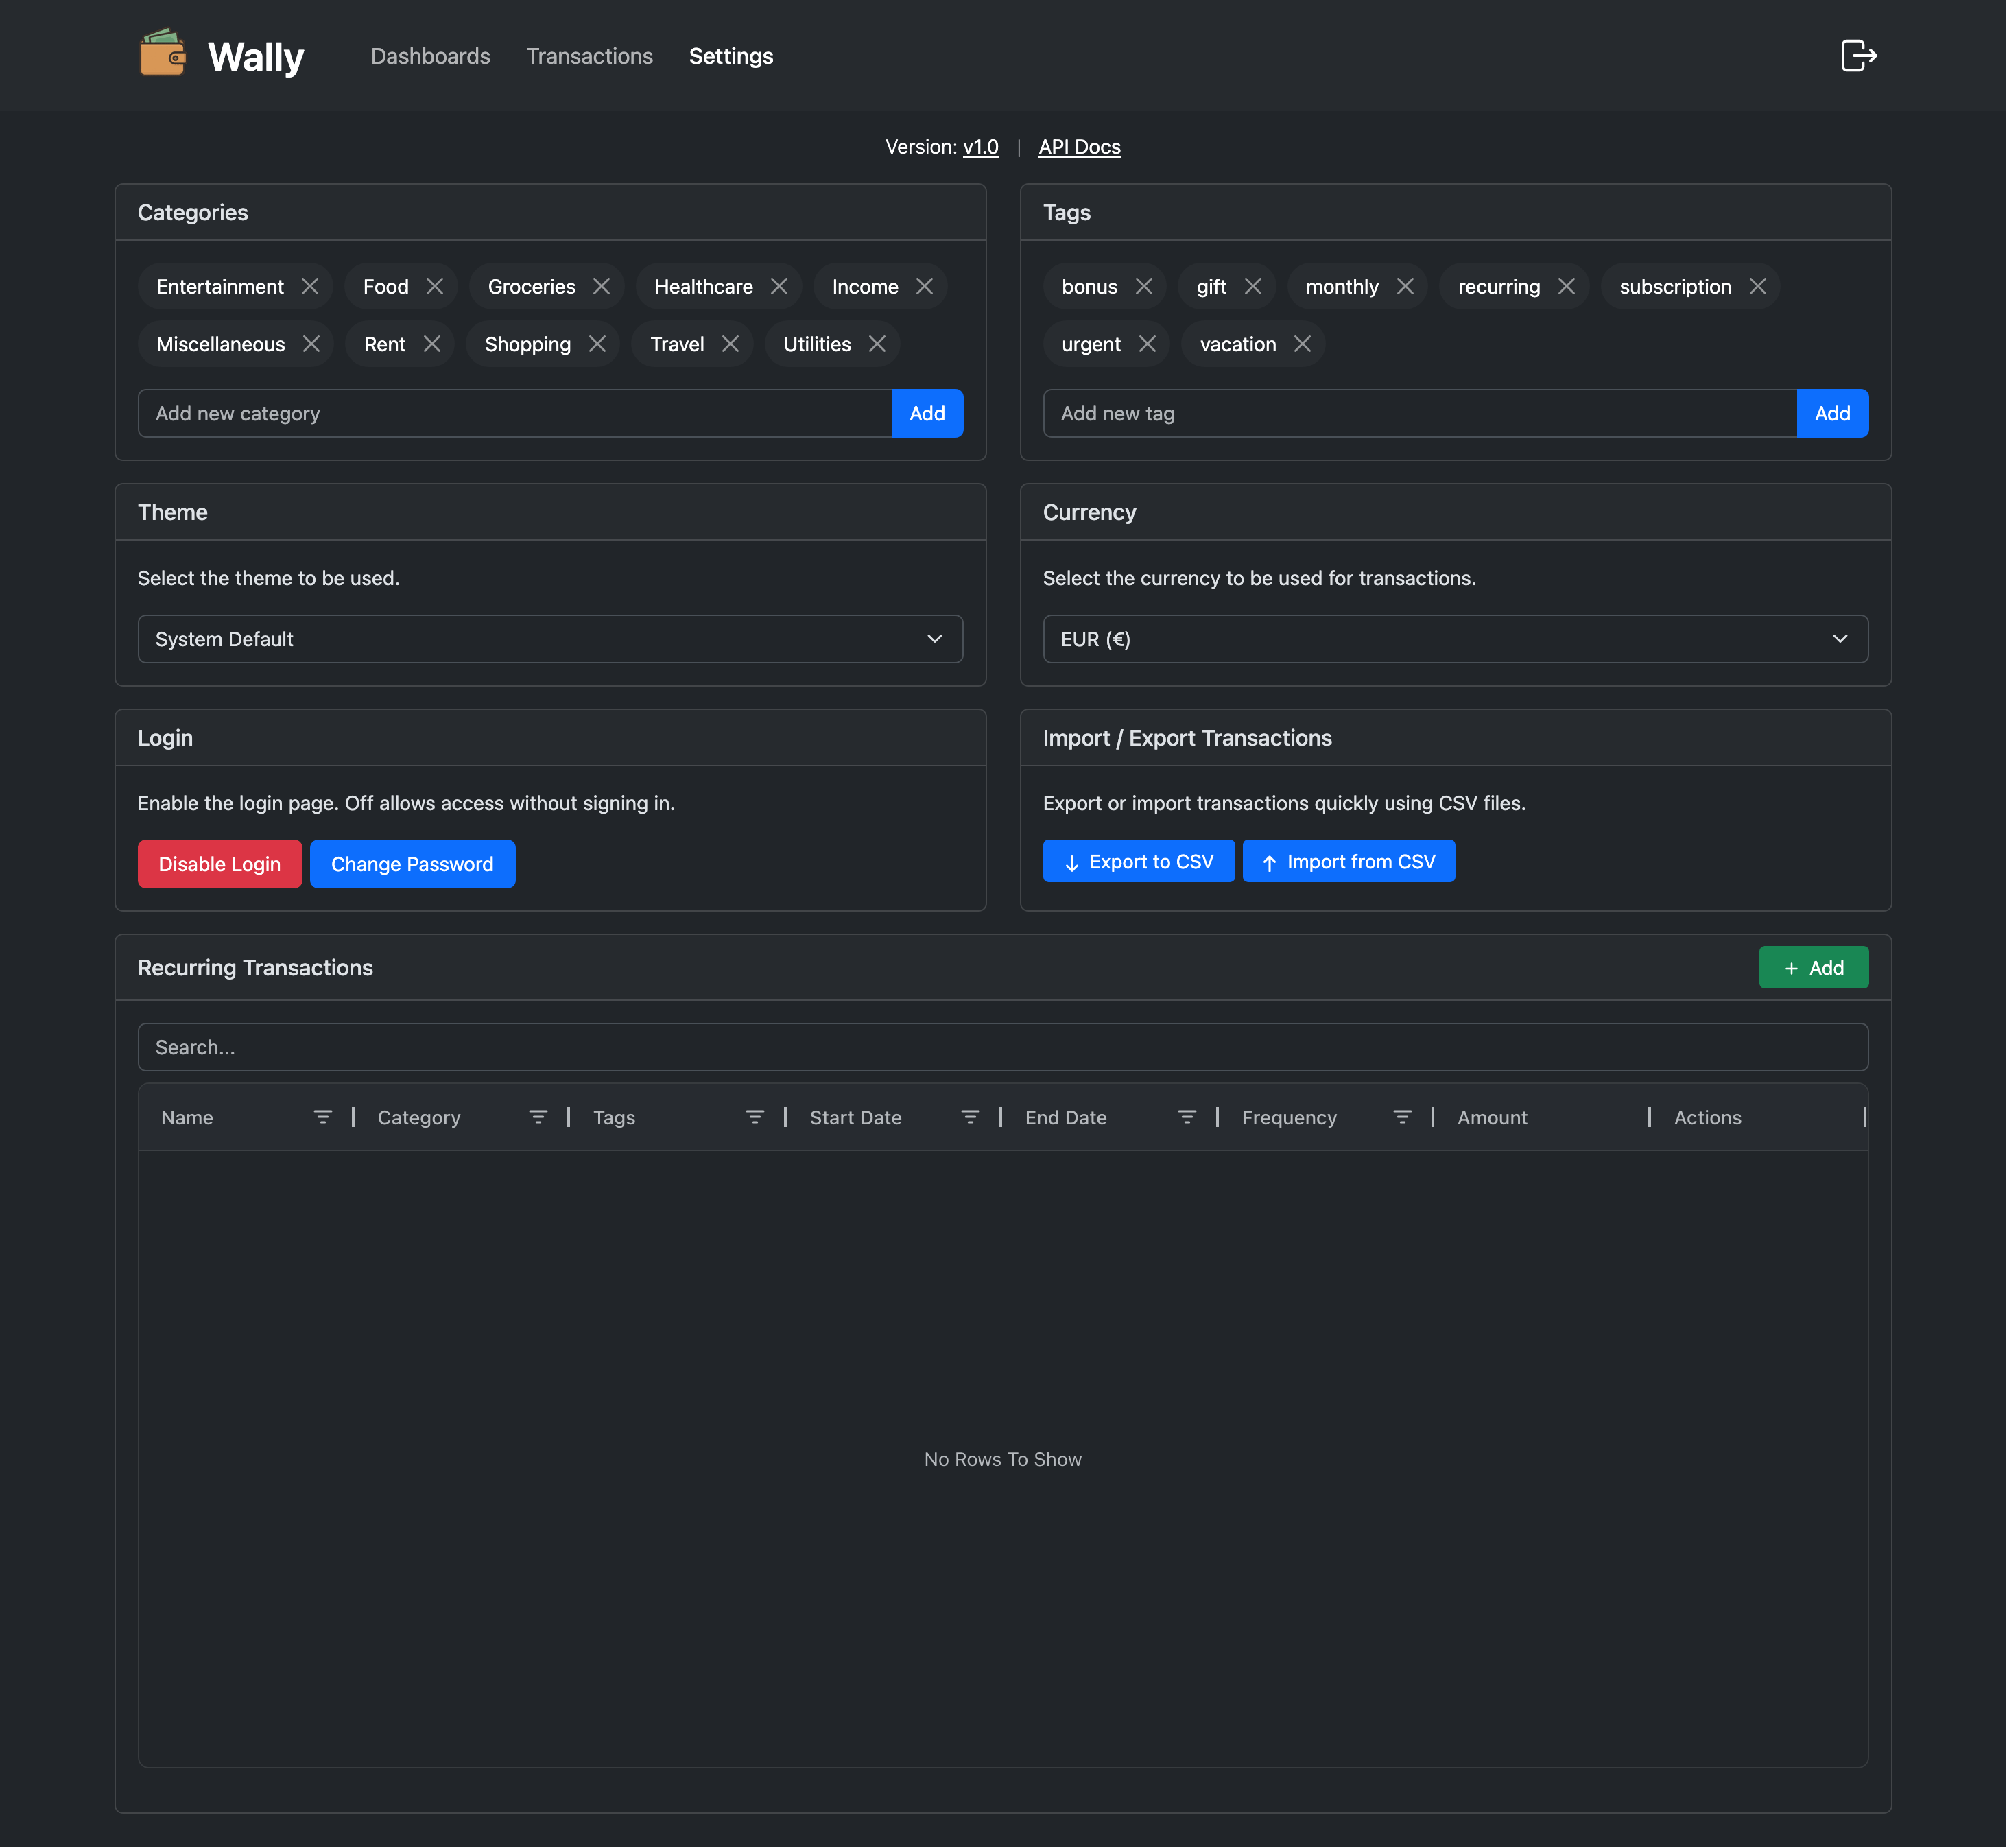 Wally Dashboards Transactions Settings
Version: v1.0 | API Docs
Categories
Entertainment Food Groceries Healthcare Income
Miscellaneous Rent Shopping Travel Utilities
Add new category Add
Tags
bonus gift monthly recurring subscription
urgent vacation
Add new tag Add
Theme
Select the theme to be used.
System Default
Currency
Select the currency to be used for transactions.
EUR (€)
Login
Enable the login page. Off allows access without signing in.
Disable Login Change Password
Import / Export Transactions
Export or import transactions quickly using CSV files.
Export to CSV Import from CSV
Recurring Transactions + Add
Search...
Name Category Tags Start Date End Date Frequency Amount Actions
No Rows To Show